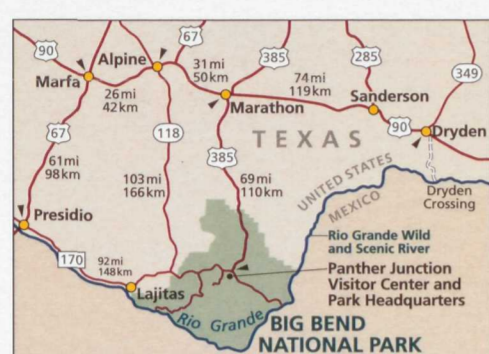 90
67
385
285
349
Alpine
31mi
50km
Marfa
26mi
42km
74mi
119km
Sanderson
Marathon
90
Dryden
67
118
385
TEXAS
61mi
98km
103mi
166km
69mi
110km
UNITED STATES
MEXICO
Dryden
Crossing
Presidio
Rio Grande Wild
and Scenic River
170
92mi
148km
Lajitas
Panther Junction
Visitor Center and
Park Headquarters
Rio Grande
BIG BEND
NATIONAL PARK